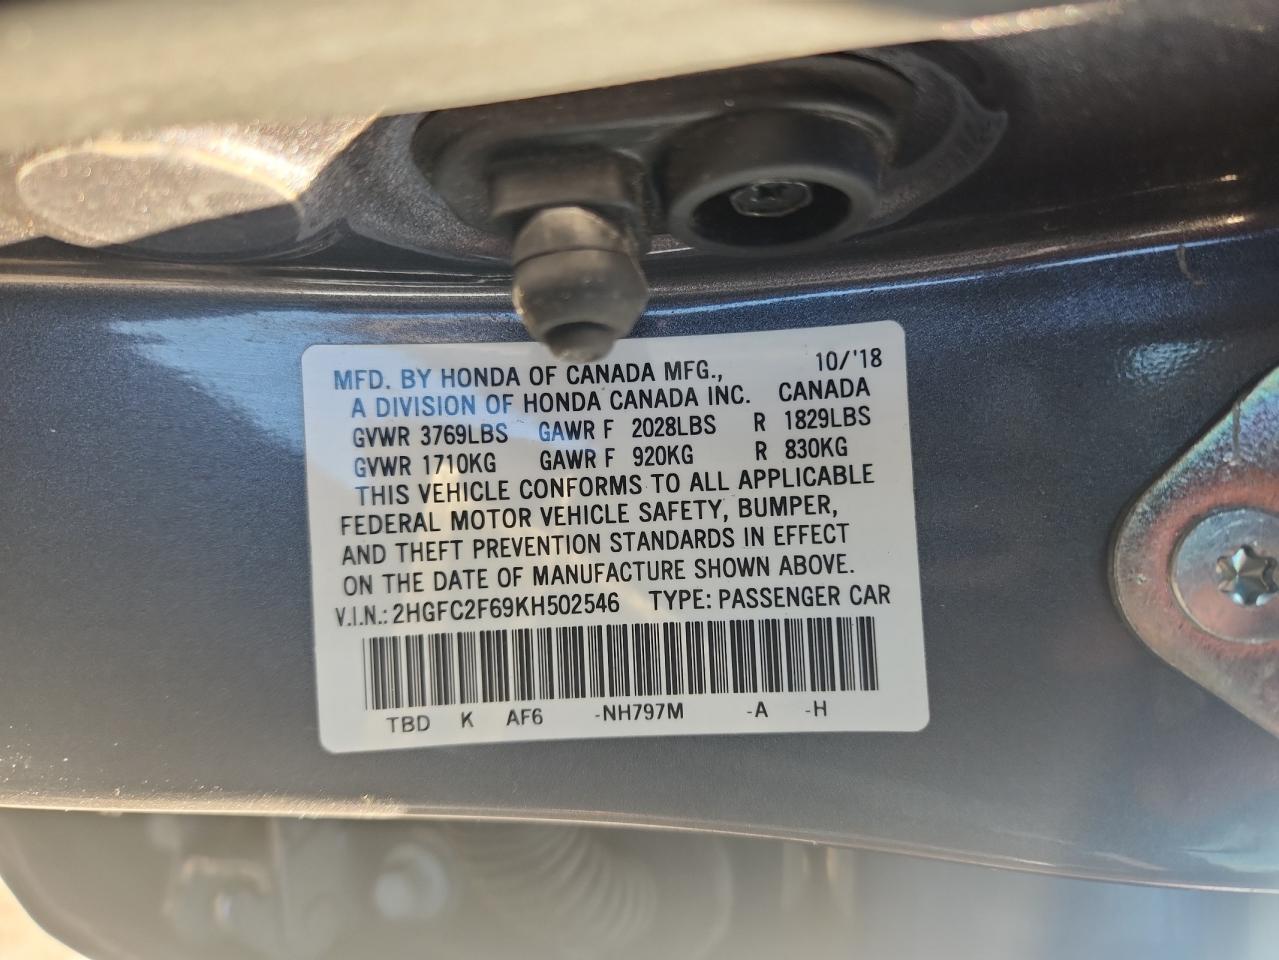 MFD. BY HONDA OF CANADA MFG., 10/'18
A DIVISION OF HONDA CANADA INC. CANADA
GVWR 3769LBS GAWR F 2028LBS R 1829LBS
GVWR 1710KG GAWR F 920KG R 830KG
THIS VEHICLE CONFORMS TO ALL APPLICABLE
FEDERAL MOTOR VEHICLE SAFETY, BUMPER,
AND THEFT PREVENTION STANDARDS IN EFFECT
ON THE DATE OF MANUFACTURE SHOWN ABOVE.
V.I.N.: 2HGFC2F69KH502546 TYPE: PASSENGER CAR
TBD K AF6 -NH797M -A -H